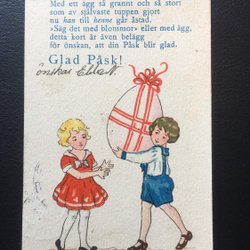 Med ett ägg så grannt och så stort
som av självaste tuppen gjort
nu han till henne går åstad.
»Säg det med blommor» eller med ägg,
detta kort är även belägg
för önskan, att din Påsk blir glad.
Glad Påsk!
önskar